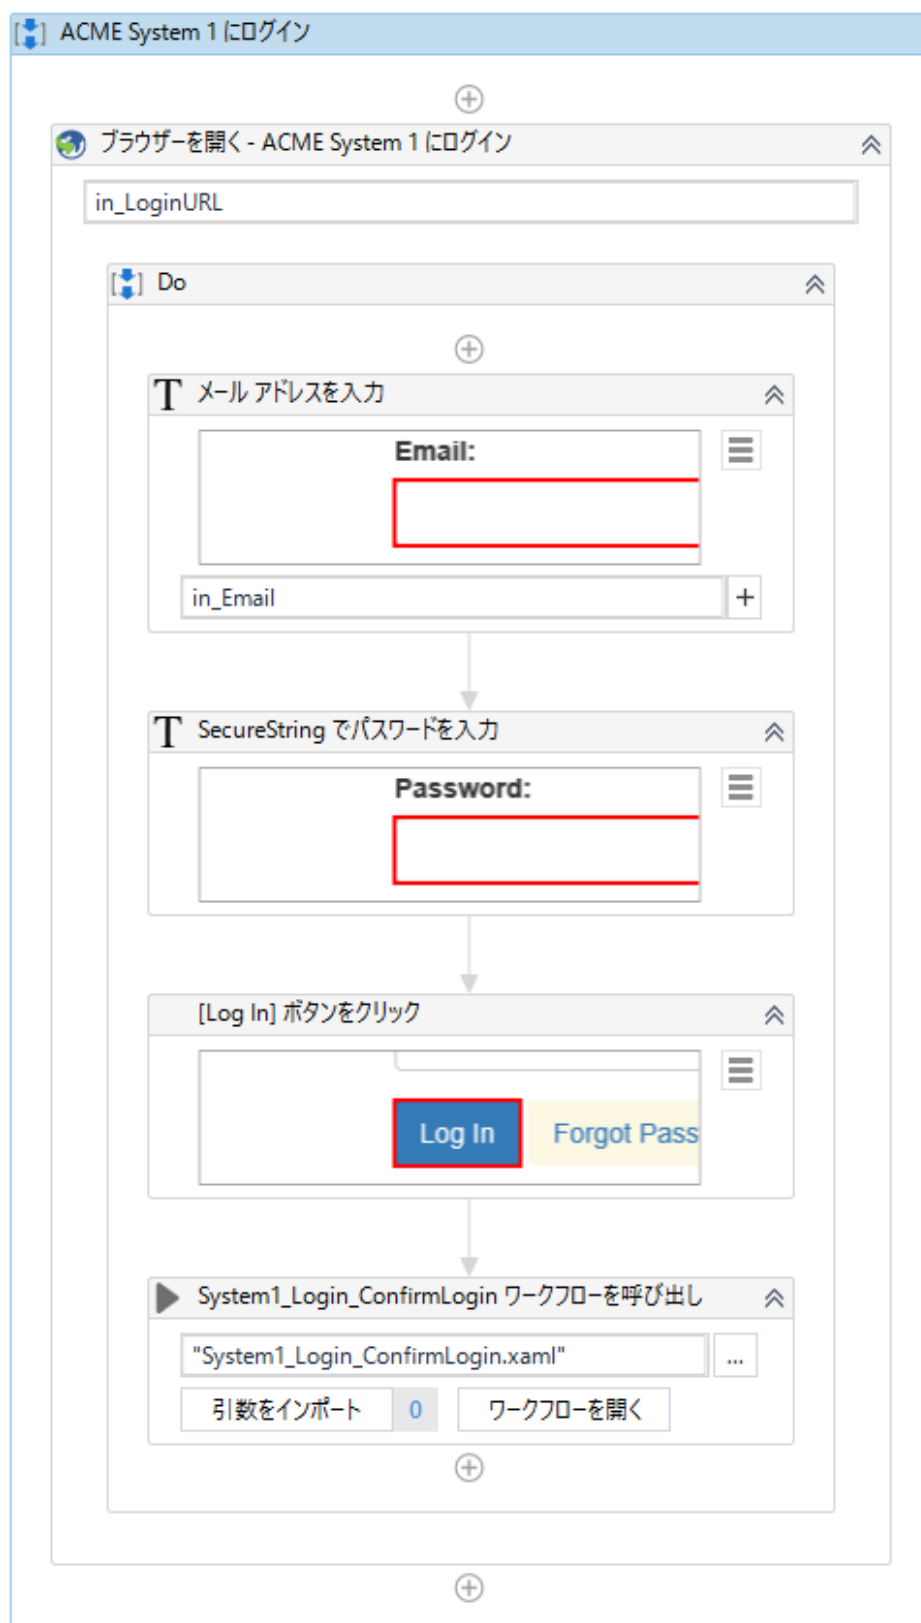 ACME System 1 にログイン
ブラウザーを開く - ACME System 1 にログイン
in_LoginURL
Do
メール アドレスを入力
Email:
in_Email
SecureString でパスワードを入力
Password:
[Log In] ボタンをクリック
Log In Forgot Pass
System1_Login_ConfirmLogin ワークフローを呼び出し
"System1_Login_ConfirmLogin.xaml" ...
引数をインポート 0 ワークフローを開く